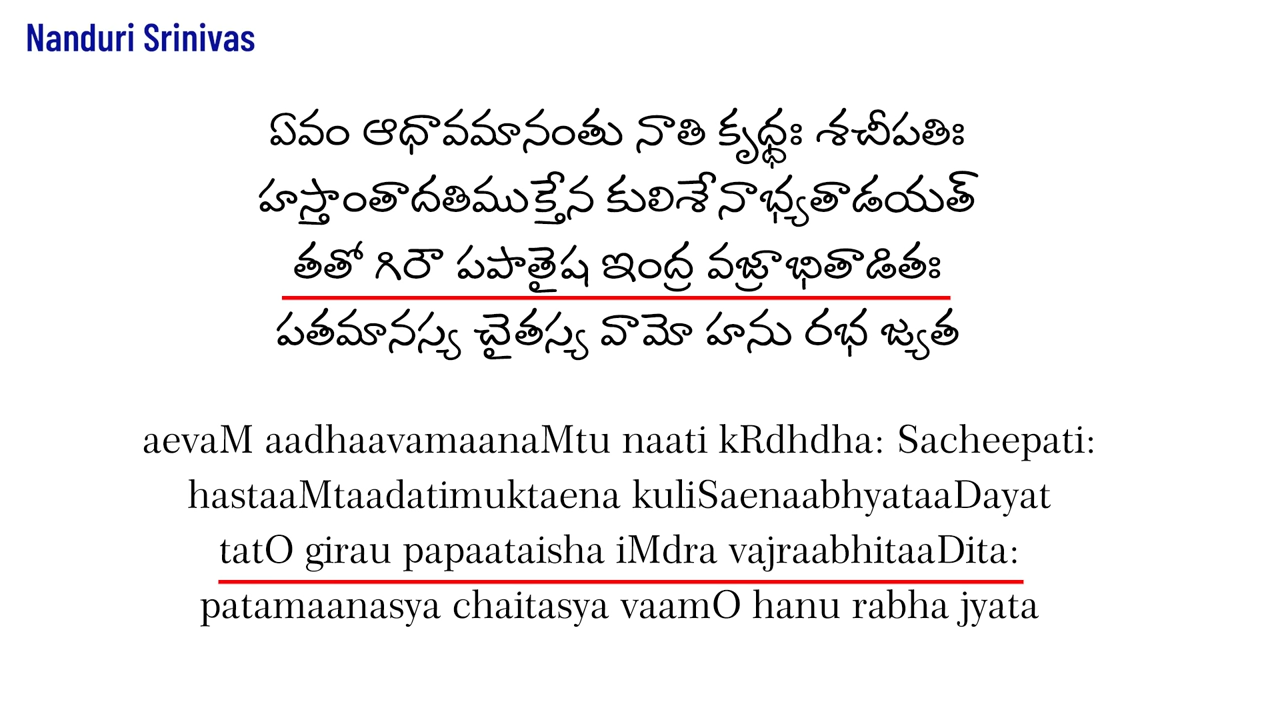 Nanduri Srinivas
ఏవం ఆధావమానంతు నాతి కృధ్ధః శచీపతిః
హస్తాంతాదతిముక్తేన కులిశేనాభ్యతాడయత్
తతో గిరౌ పపాతైష ఇంద్ర వజ్రాభితాడితః
పతమానస్య చైతస్య వామో హను రభ జ్యత
aevaM aadhaavamaanaMtu naati kRdhdha: Sacheepati:
hastaaMtaadatimuktaena kuliSaenaabhyataaDayat
tatO girau papaataisha iMdra vajraabhitaaDita:
patamaanasya chaitasya vaamO hanu rabha jyata